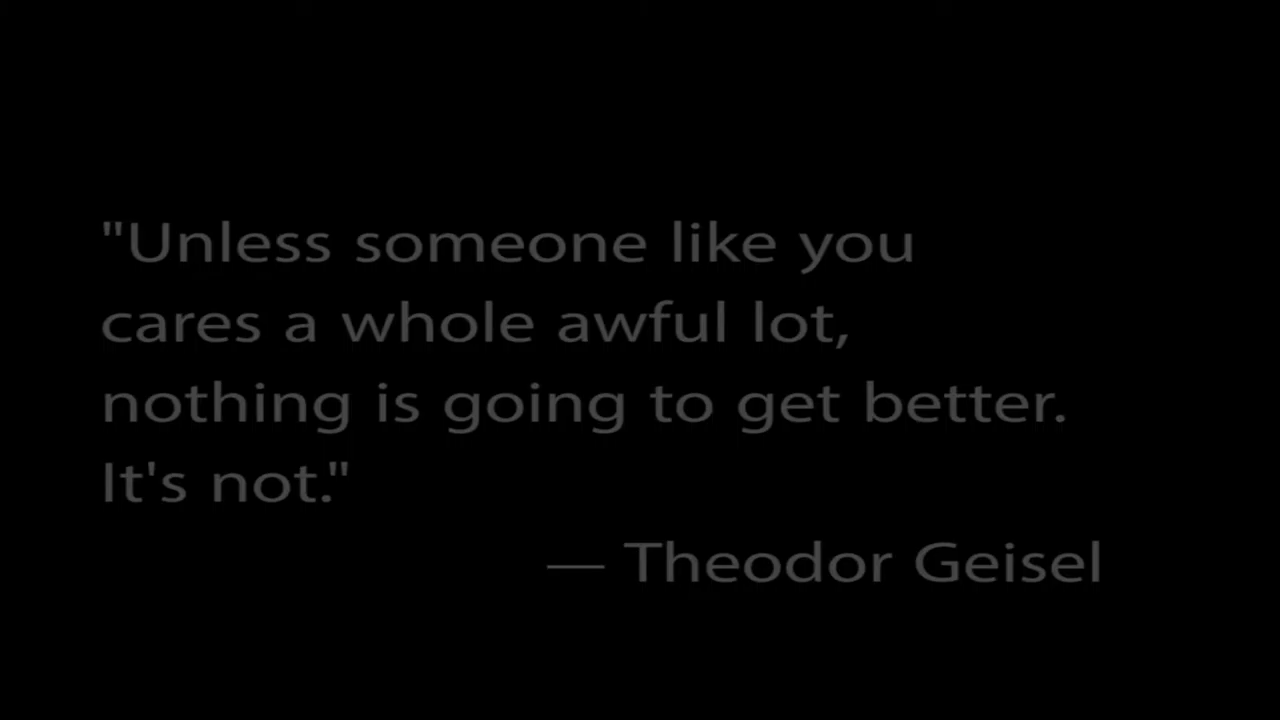 "Unless someone like you
cares a whole awful lot,
nothing is going to get better.
It's not."
— Theodor Geisel